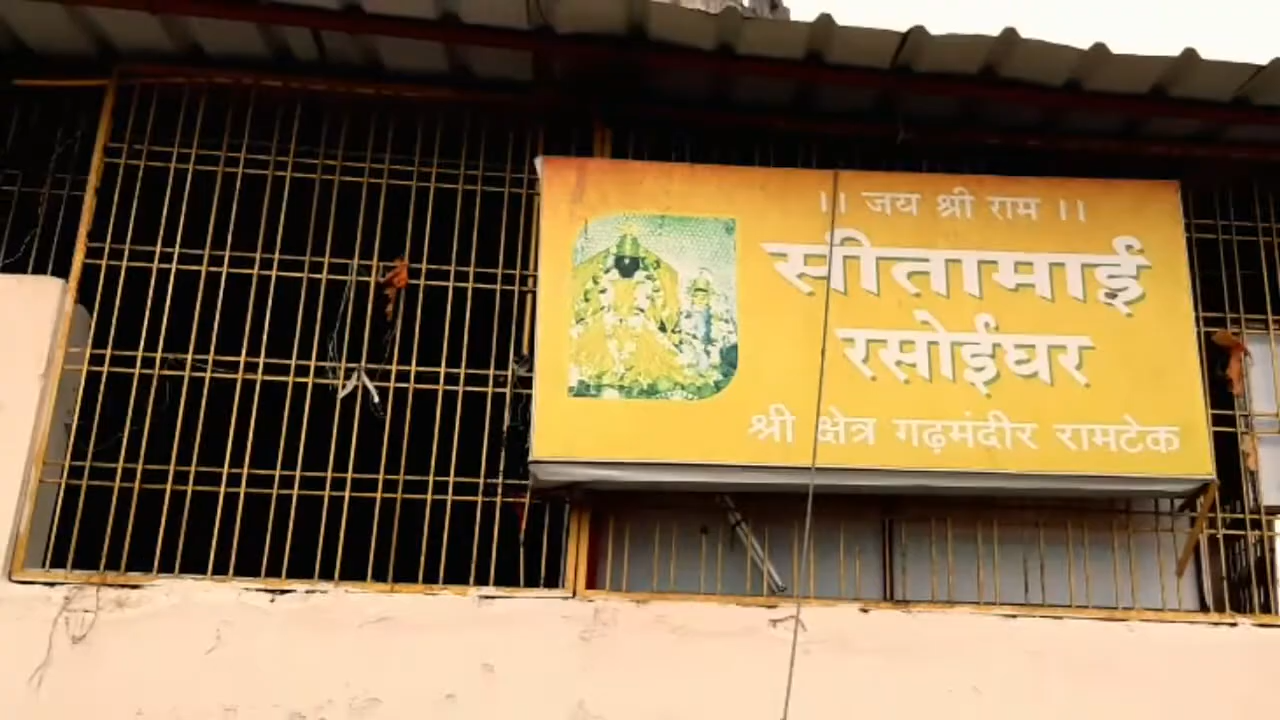 ।। जय श्री राम ।।
सीतामाई
रसोईघर
श्री क्षेत्र गढ़मंदीर रामटेक